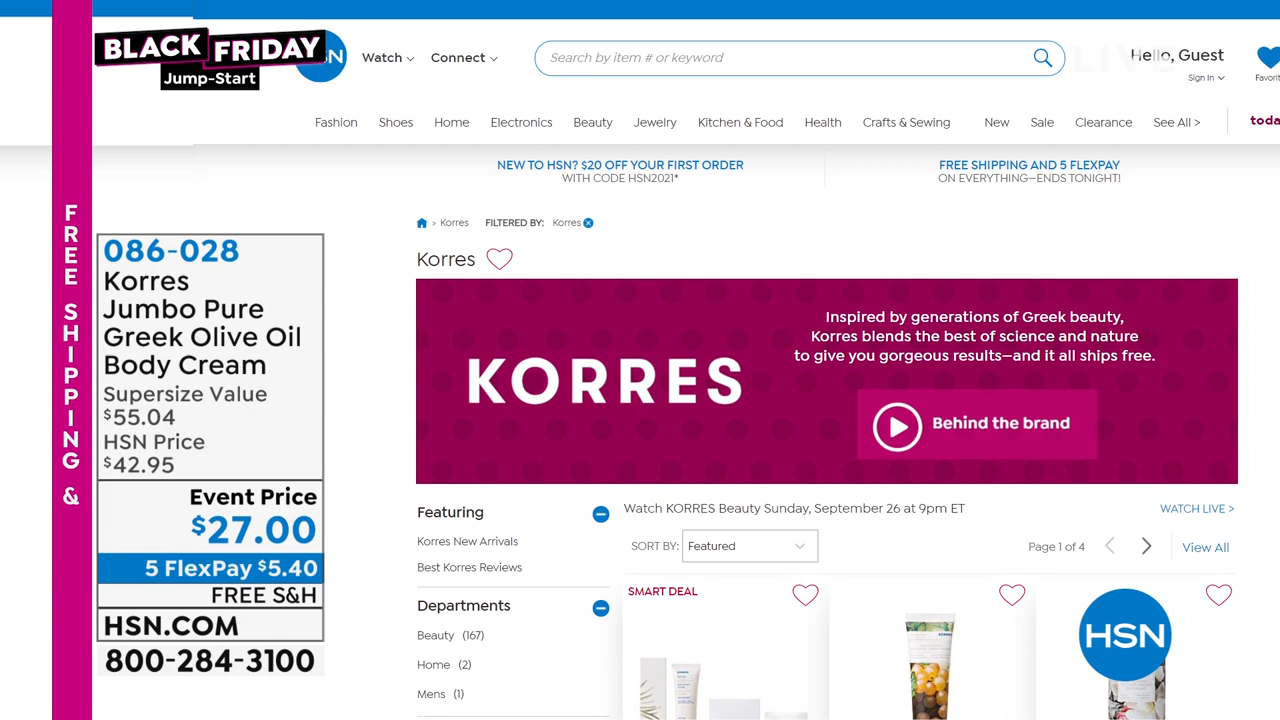 BLACK FRIDAY
Jump-Start
SN
Watch
Connect
Search by item # or keyword
LIVE
Hello, Guest
Sign In
Favorit
Fashion
Shoes
Home
Electronics
Beauty
Jewelry
Kitchen & Food
Health
Crafts & Sewing
New
Sale
Clearance
See All >
toda
NEW TO HSN? $20 OFF YOUR FIRST ORDER
WITH CODE HSN2021*
FREE SHIPPING AND 5 FLEXPAY
ON EVERYTHING—ENDS TONIGHT!
FREE SHIPPING &
086-028
Korres
Jumbo Pure
Greek Olive Oil
Body Cream
Supersize Value
$55.04
HSN Price
$42.95
Event Price
$27.00
5 FlexPay $5.40
FREE S&H
HSN.COM
800-284-3100
> Korres
FILTERED BY: Korres
Korres
KORRES
Inspired by generations of Greek beauty,
Korres blends the best of science and nature
to give you gorgeous results—and it all ships free.
Behind the brand
Featuring
Korres New Arrivals
Best Korres Reviews
Departments
Beauty (167)
Home (2)
Mens (1)
Watch KORRES Beauty Sunday, September 26 at 9pm ET
WATCH LIVE >
SORT BY: Featured
Page 1 of 4
View All
SMART DEAL
HSN